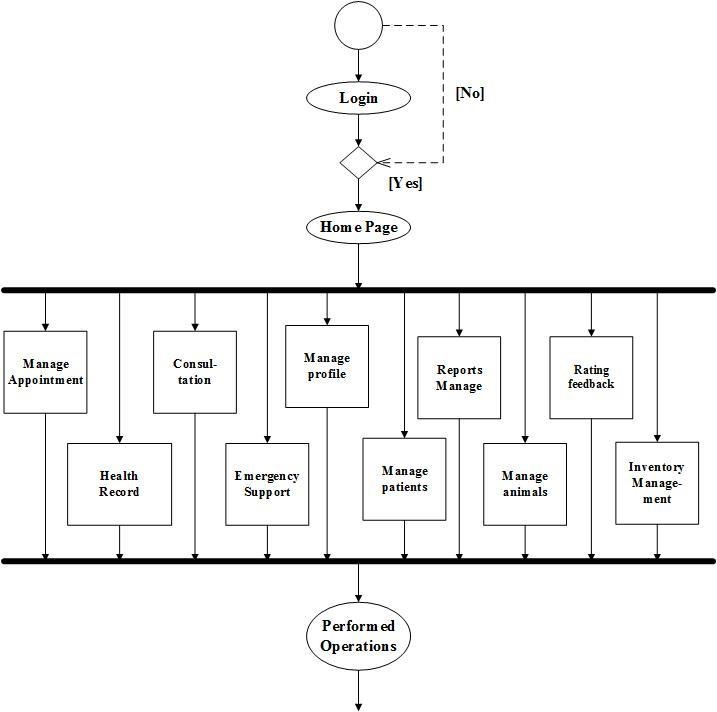 Login
[No]
[Yes]
Home Page
Manage
Appointment
Consul-
tation
Manage
profile
Reports
Manage
Rating
feedback
Health
Record
Emergency
Support
Manage
patients
Manage
animals
Inventory
Manage-
ment
Performed
Operations